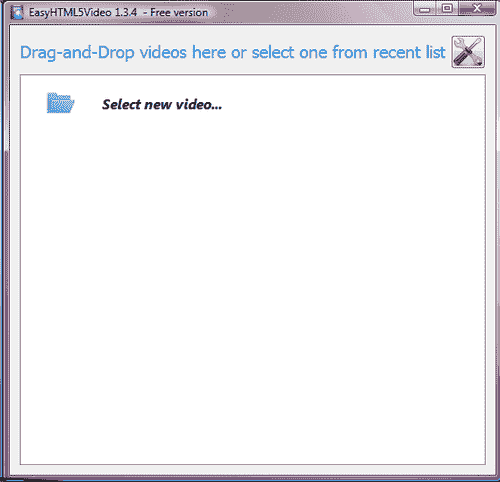 EasyHTML5Video 1.3.4 - Free version
Drag-and-Drop videos here or select one from recent list
Select new video...